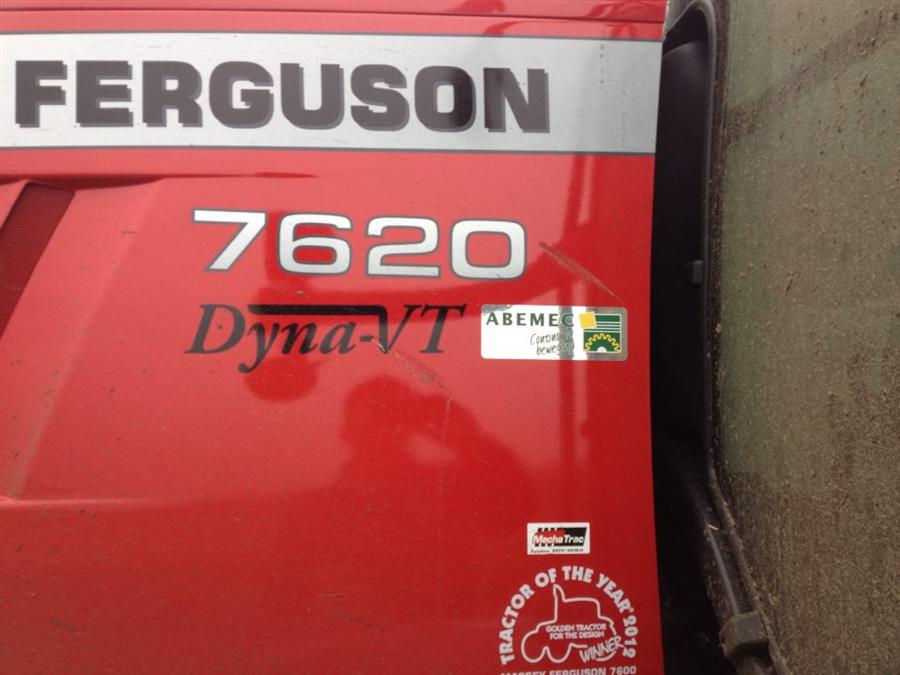 FERGUSON
7620
Dyna-VT
ABEMEC
MechaTrac
TRACTOR OF THE YEAR 2012
GOLDEN TRACTOR
FOR THE DESIGN
WINNER
MASSEY FERGUSON 7600